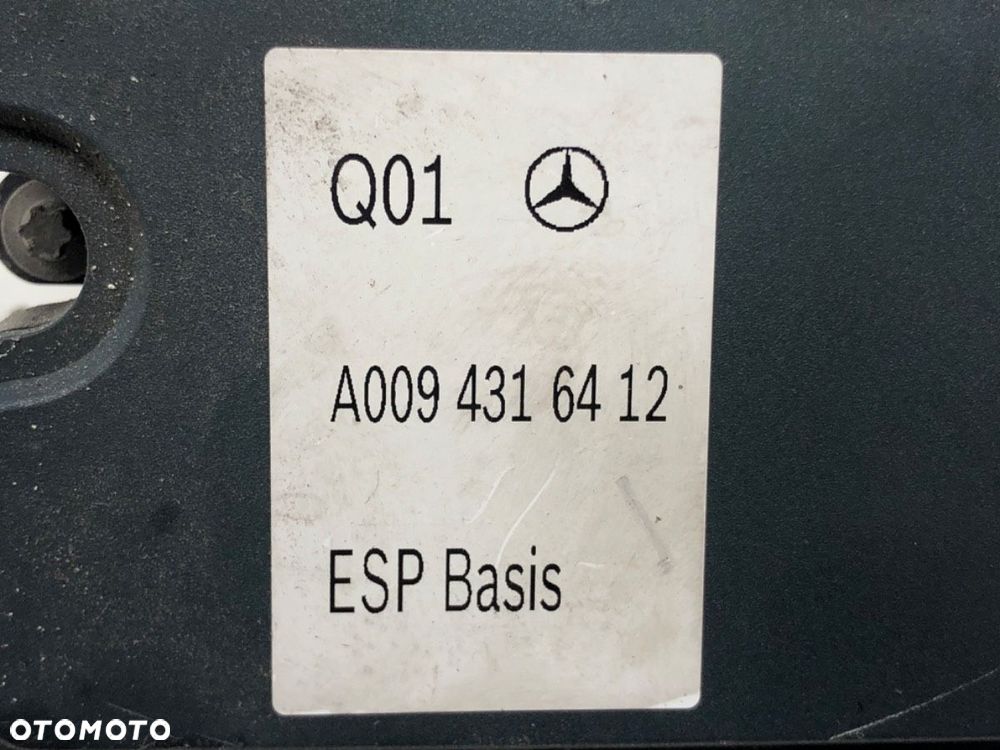 Q01
A009 431 64 12
ESP Basis
OTOMOTO